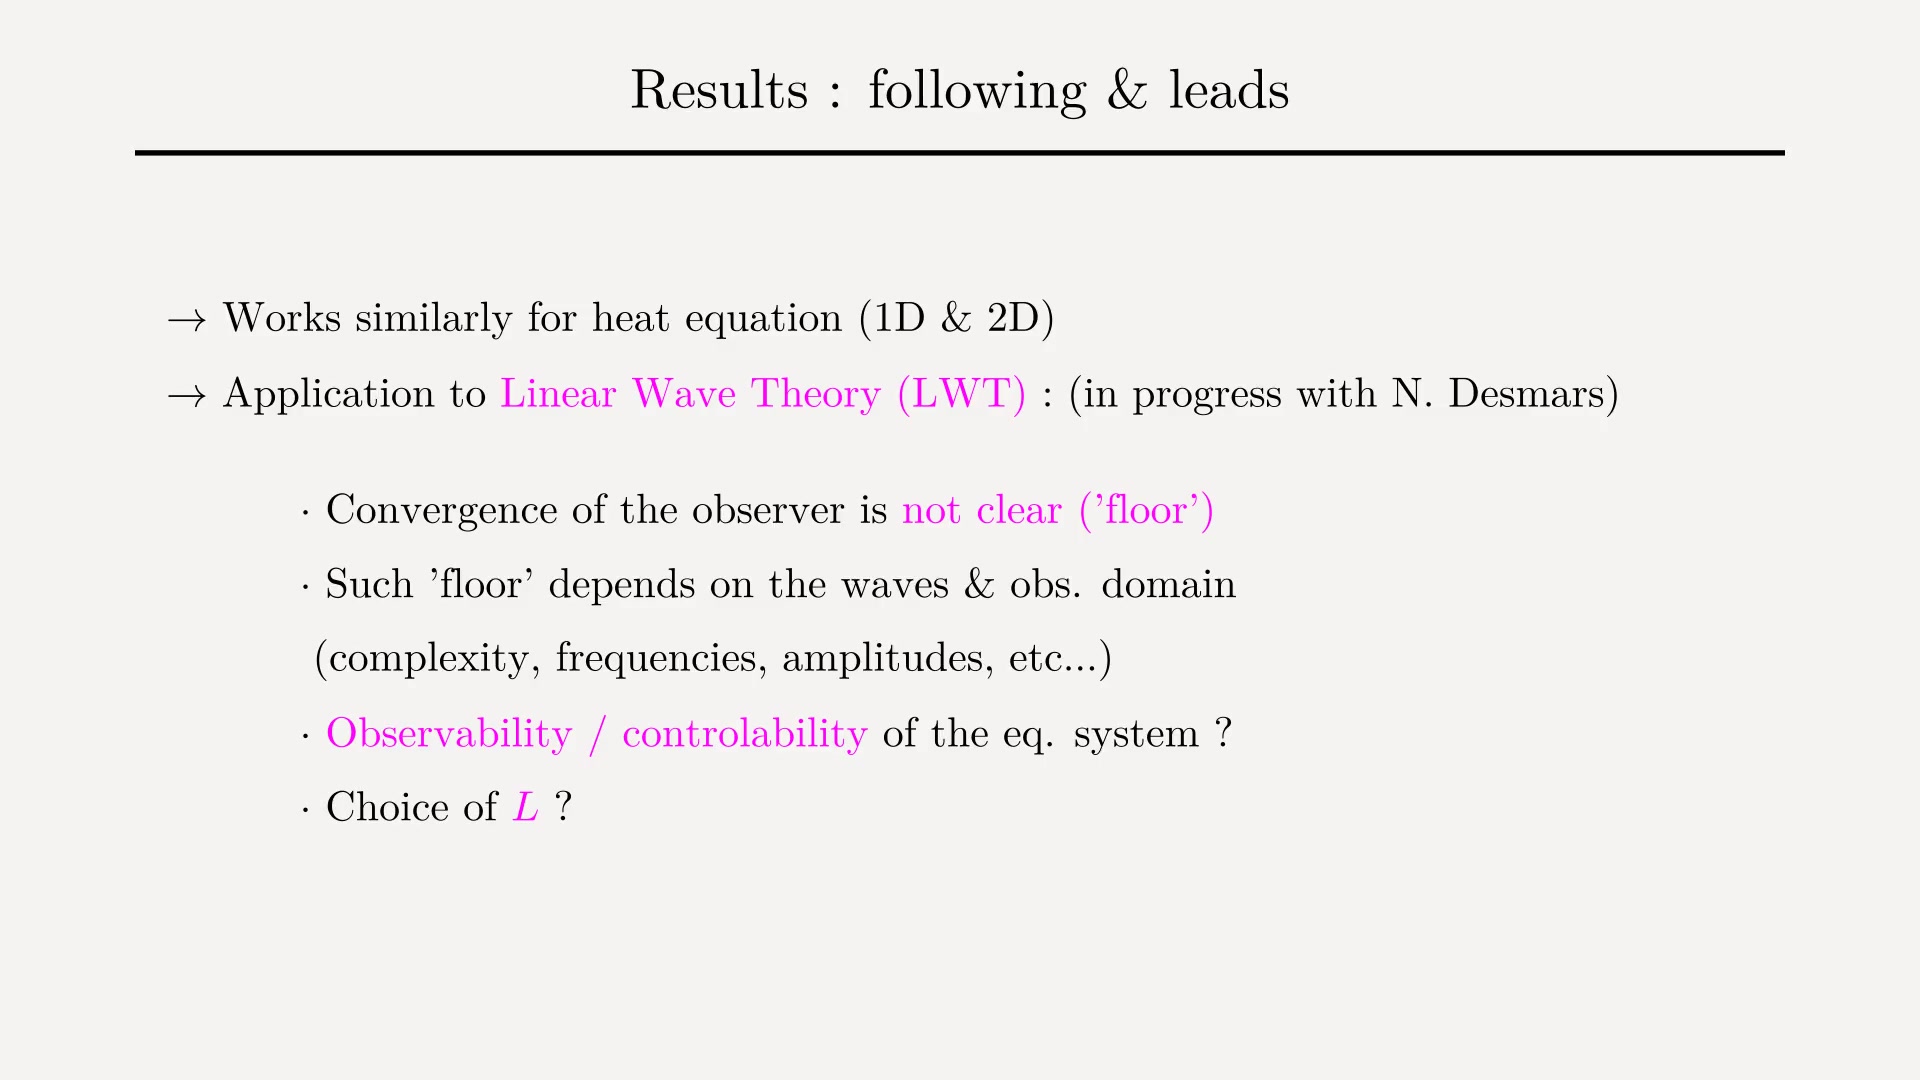 Results : following & leads
→ Works similarly for heat equation (1D & 2D)
→ Application to Linear Wave Theory (LWT) : (in progress with N. Desmars)
· Convergence of the observer is not clear ('floor')
· Such 'floor' depends on the waves & obs. domain
(complexity, frequencies, amplitudes, etc...)
· Observability / controlability of the eq. system ?
· Choice of L ?